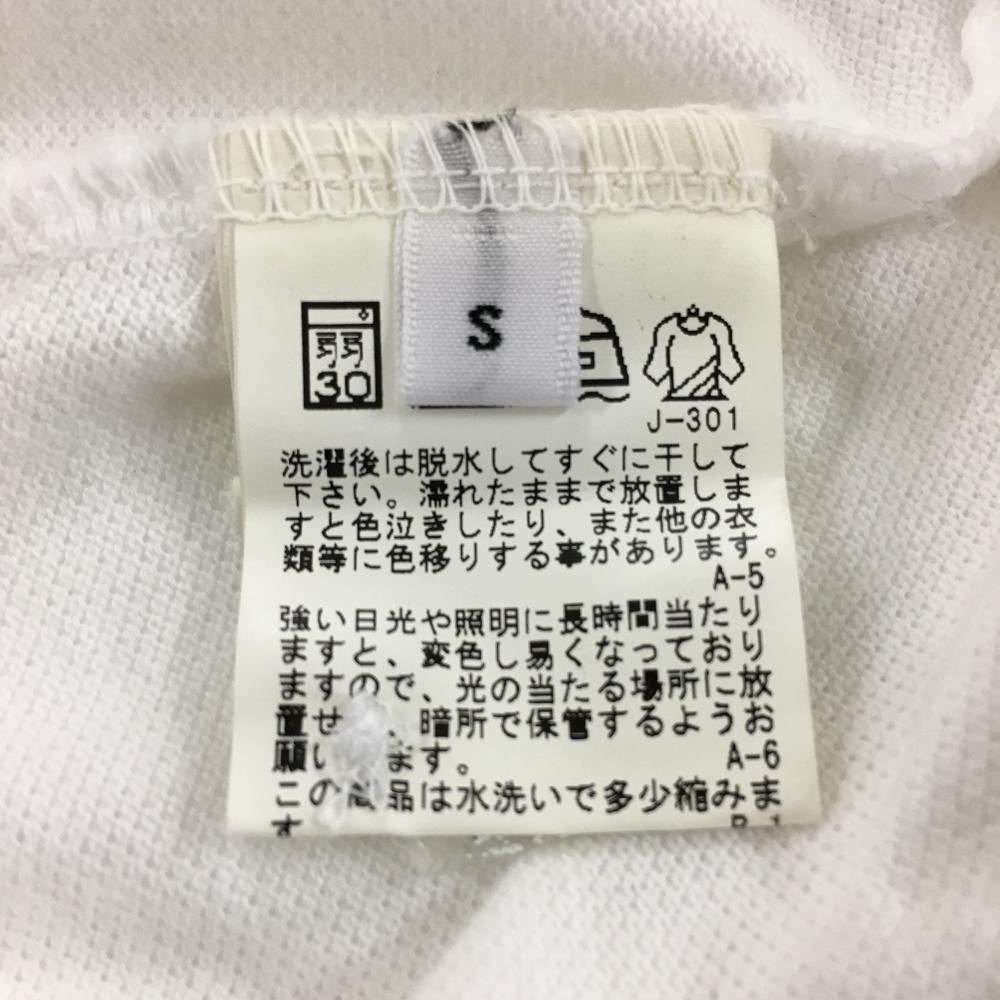 S
弱
30
J-301
洗濯後は脱水してすぐに干して
下さい。濡れたままで放置しま
すと色泣きしたり、また他の衣
類等に色移りする事があります。
A-5
強い日光や照明に長時間当たり
ますと、変色し易くなっており
ますので、光の当たる場所に放
置せ、暗所で保管するようお
願います。
A-6
この商品は水洗いで多少縮みま
す